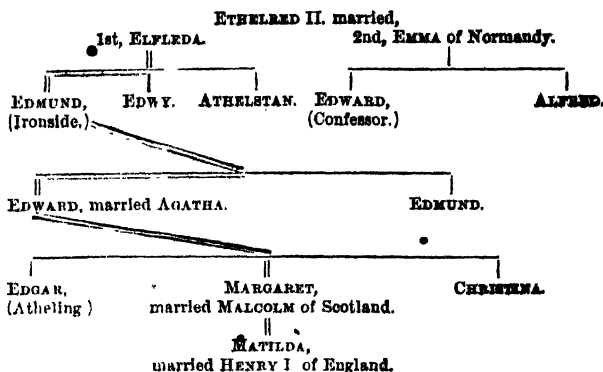 ETHELRED II. married,
1st, ELFLEDA. 2nd, EMMA of Normandy.
EDMUND, EDWY. ATHELSTAN. EDWARD, ALFRED.
(Ironside.) (Confessor.)
EDWARD, married AGATHA. EDMUND.
EDGAR, MARGARET, CHRISTINA.
(Atheling) married MALCOLM of Scotland.
MATILDA,
married HENRY I of England.